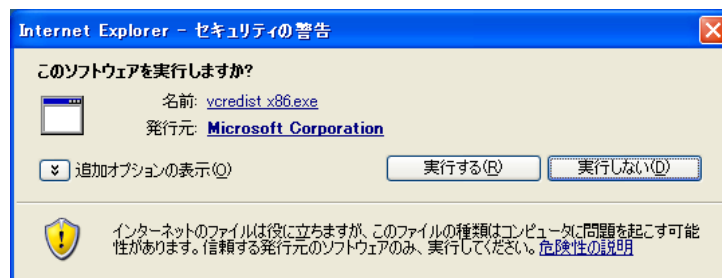 Internet Explorer - セキュリティの警告
このソフトウェアを実行しますか?
名前: vcredist x86.exe
発行元: Microsoft Corporation
追加オプションの表示(O)
実行する(R)
実行しない(D)
インターネットのファイルは役に立ちますが、このファイルの種類はコンピュータに問題を起こす可能
性があります。信頼する発行元のソフトウェアのみ、実行してください。危険性の説明